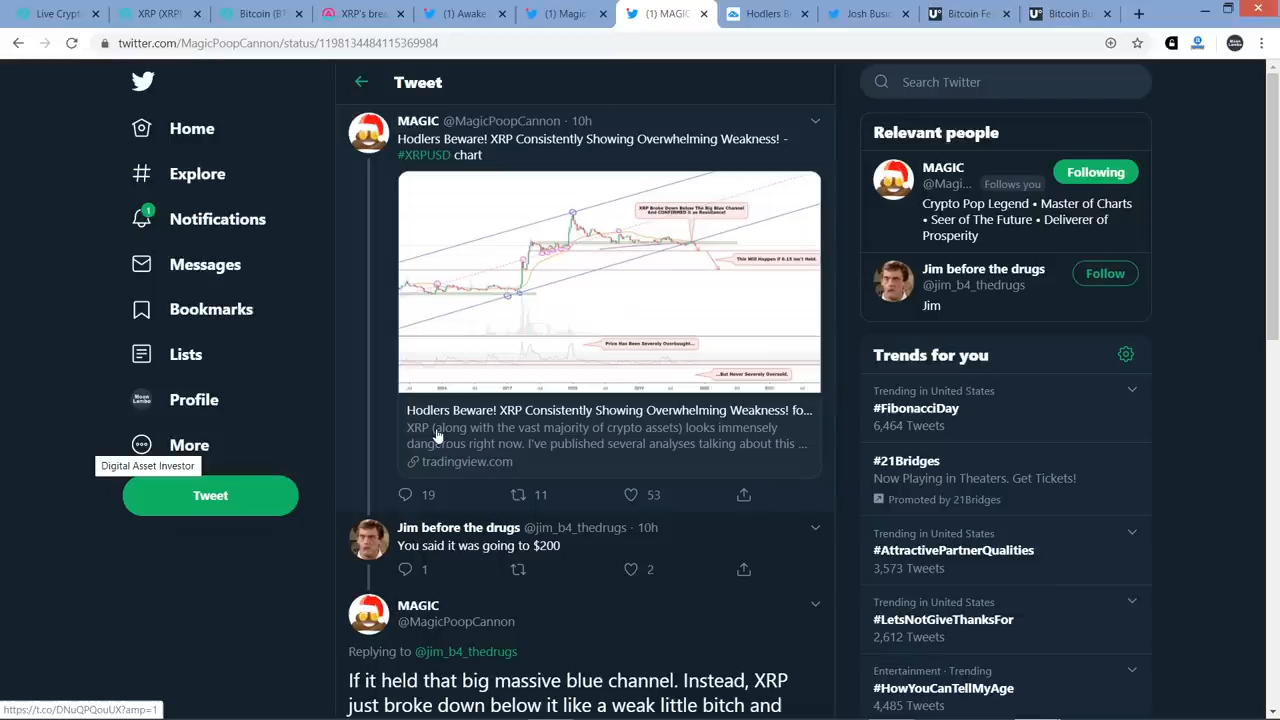 Awake
Bitcoin (BT
XRP's break
Bitcoin (BT
(1) Awake C
(1) Magic
(1) MAGIC
Hodlers Be
Josh Busic
Bitcoin Fe
Bitcoin Bu
twitter.com/MagicPoopCannon/status/1198134484115369984
Home
Explore
1
Notifications
Messages
Bookmarks
Lists
Moon Lambo
Profile
More
Digital Asset Investor
Tweet
Tweet
MAGIC @MagicPoopCannon · 10h
Hodlers Beware! XRP Consistently Showing Overwhelming Weakness! -
#XRPUSD chart
XRP Broke Down Below The Big Blue Channel
And CONFIRMED it as Resistance!
This Will Happen if 0.15 isn't Held.
Price Has Been Severely Overbought...
...But Never Severely Oversold.
Hodlers Beware! XRP Consistently Showing Overwhelming Weakness! fo...
XRP (along with the vast majority of crypto assets) looks immensely
dangerous right now. I've published several analyses talking about this ...
tradingview.com
19 11 53
Jim before the drugs @jim_b4_thedrugs · 10h
You said it was going to $200
1 2
MAGIC
@MagicPoopCannon
Replying to @jim_b4_thedrugs
If it held that big massive blue channel. Instead, XRP
just broke down below it like a weak little bitch and
Search Twitter
Relevant people
MAGIC
@Magi... Follows you
Following
Crypto Pop Legend • Master of Charts
• Seer of The Future • Deliverer of
Prosperity
Jim before the drugs
@jim_b4_thedrugs
Follow
Jim
Trends for you
Trending in United States
#FibonacciDay
6,464 Tweets
#21Bridges
Now Playing in Theaters. Get Tickets!
Promoted by 21Bridges
Trending in United States
#AttractivePartnerQualities
3,573 Tweets
Trending in United States
#LetsNotGiveThanksFor
2,612 Tweets
Entertainment · Trending
#HowYouCanTellMyAge
4,485 Tweets
https://t.co/DNuQPQouUX?amp=1